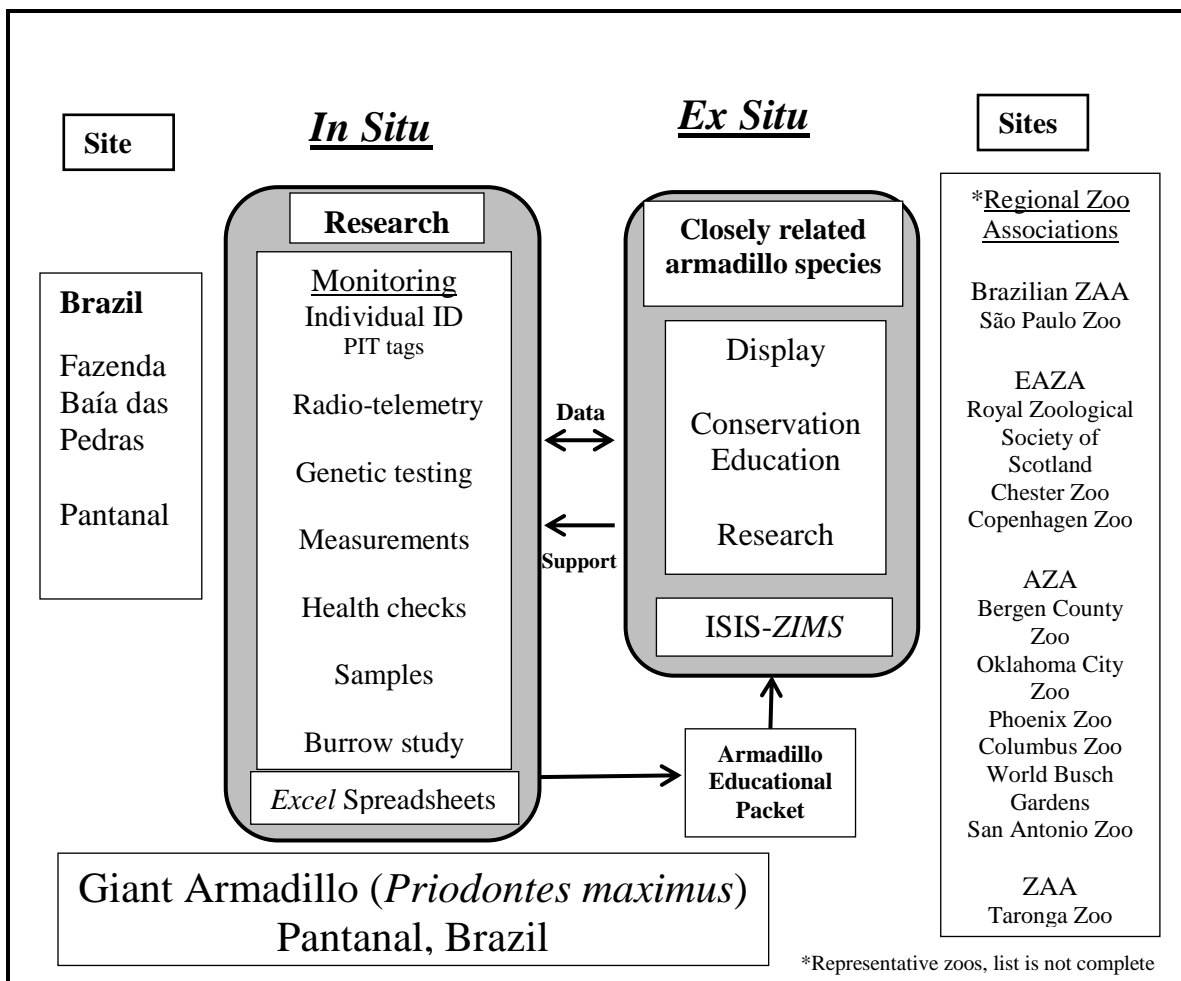 Site
In Situ
Ex Situ
Sites
Brazil
Fazenda
Baía das
Pedras
Pantanal
Research
Monitoring
Individual ID
PIT tags
Radio-telemetry
Genetic testing
Measurements
Health checks
Samples
Burrow study
Excel Spreadsheets
Data
Support
Closely related
armadillo species
Display
Conservation
Education
Research
ISIS-ZIMS
Armadillo
Educational
Packet
*Regional Zoo
Associations
Brazilian ZAA
São Paulo Zoo
EAZA
Royal Zoological
Society of
Scotland
Chester Zoo
Copenhagen Zoo
AZA
Bergen County
Zoo
Oklahoma City
Zoo
Phoenix Zoo
Columbus Zoo
World Busch
Gardens
San Antonio Zoo
ZAA
Taronga Zoo
Giant Armadillo (Priodontes maximus)
Pantanal, Brazil
*Representative zoos, list is not complete